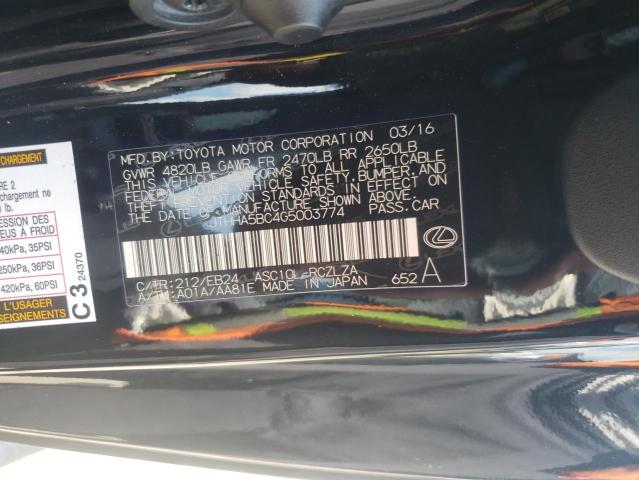 MFD.BY:TOYOTA MOTOR CORPORATION 03/16
GVWR 4820LB GAWR FR 2470LB RR 2650LB
THIS VEHICLE CONFORMS TO ALL APPLICABLE
FEDERAL MOTOR VEHICLE SAFETY, BUMPER, AND
THEFT PREVENTION STANDARDS IN EFFECT ON
THE DATE OF MANUFACTURE SHOWN ABOVE.
JTHHA5BC4G5003774 PASS.CAR
C/TR:212/EB24 ASC10L-RCZLZA
A/TM:A01A/AA81E MADE IN JAPAN 652 A
CHARGEMENT
RE 2
chargement ne
lb.
ESSION DES
US À FROID
40kPa, 35PSI
250kPa, 36PSI
420kPa, 60PSI
L'USAGER
SEIGNEMENTS
C3 24370